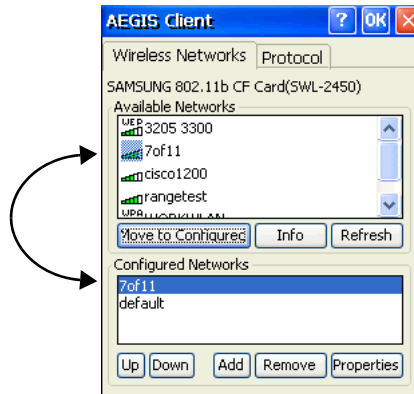 AEGIS Client ? OK
Wireless Networks Protocol
SAMSUNG 802.11b CF Card(SWL-2450)
Available Networks
WEP 3205 3300
7of11
cisco1200
rangetest
WPA WORKWLAN
Move to Configured Info Refresh
Configured Networks
7of11
default
Up Down Add Remove Properties